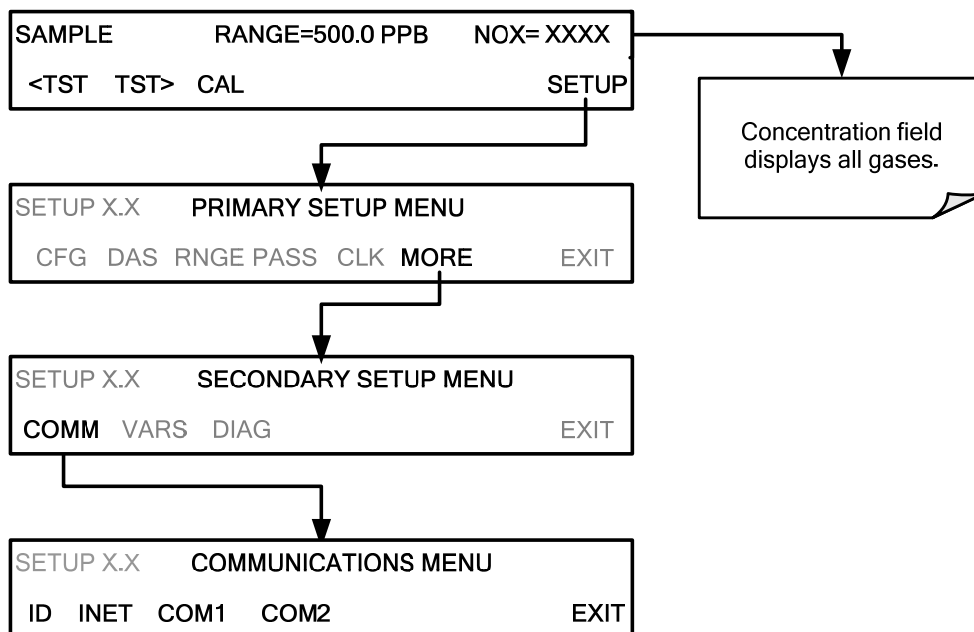 SAMPLE RANGE=500.0 PPB NOX= XXXX
<TST TST> CAL SETUP
Concentration field
displays all gases.
SETUP X.X PRIMARY SETUP MENU
CFG DAS RNGE PASS CLK MORE EXIT
SETUP X.X SECONDARY SETUP MENU
COMM VARS DIAG EXIT
SETUP X.X COMMUNICATIONS MENU
ID INET COM1 COM2 EXIT